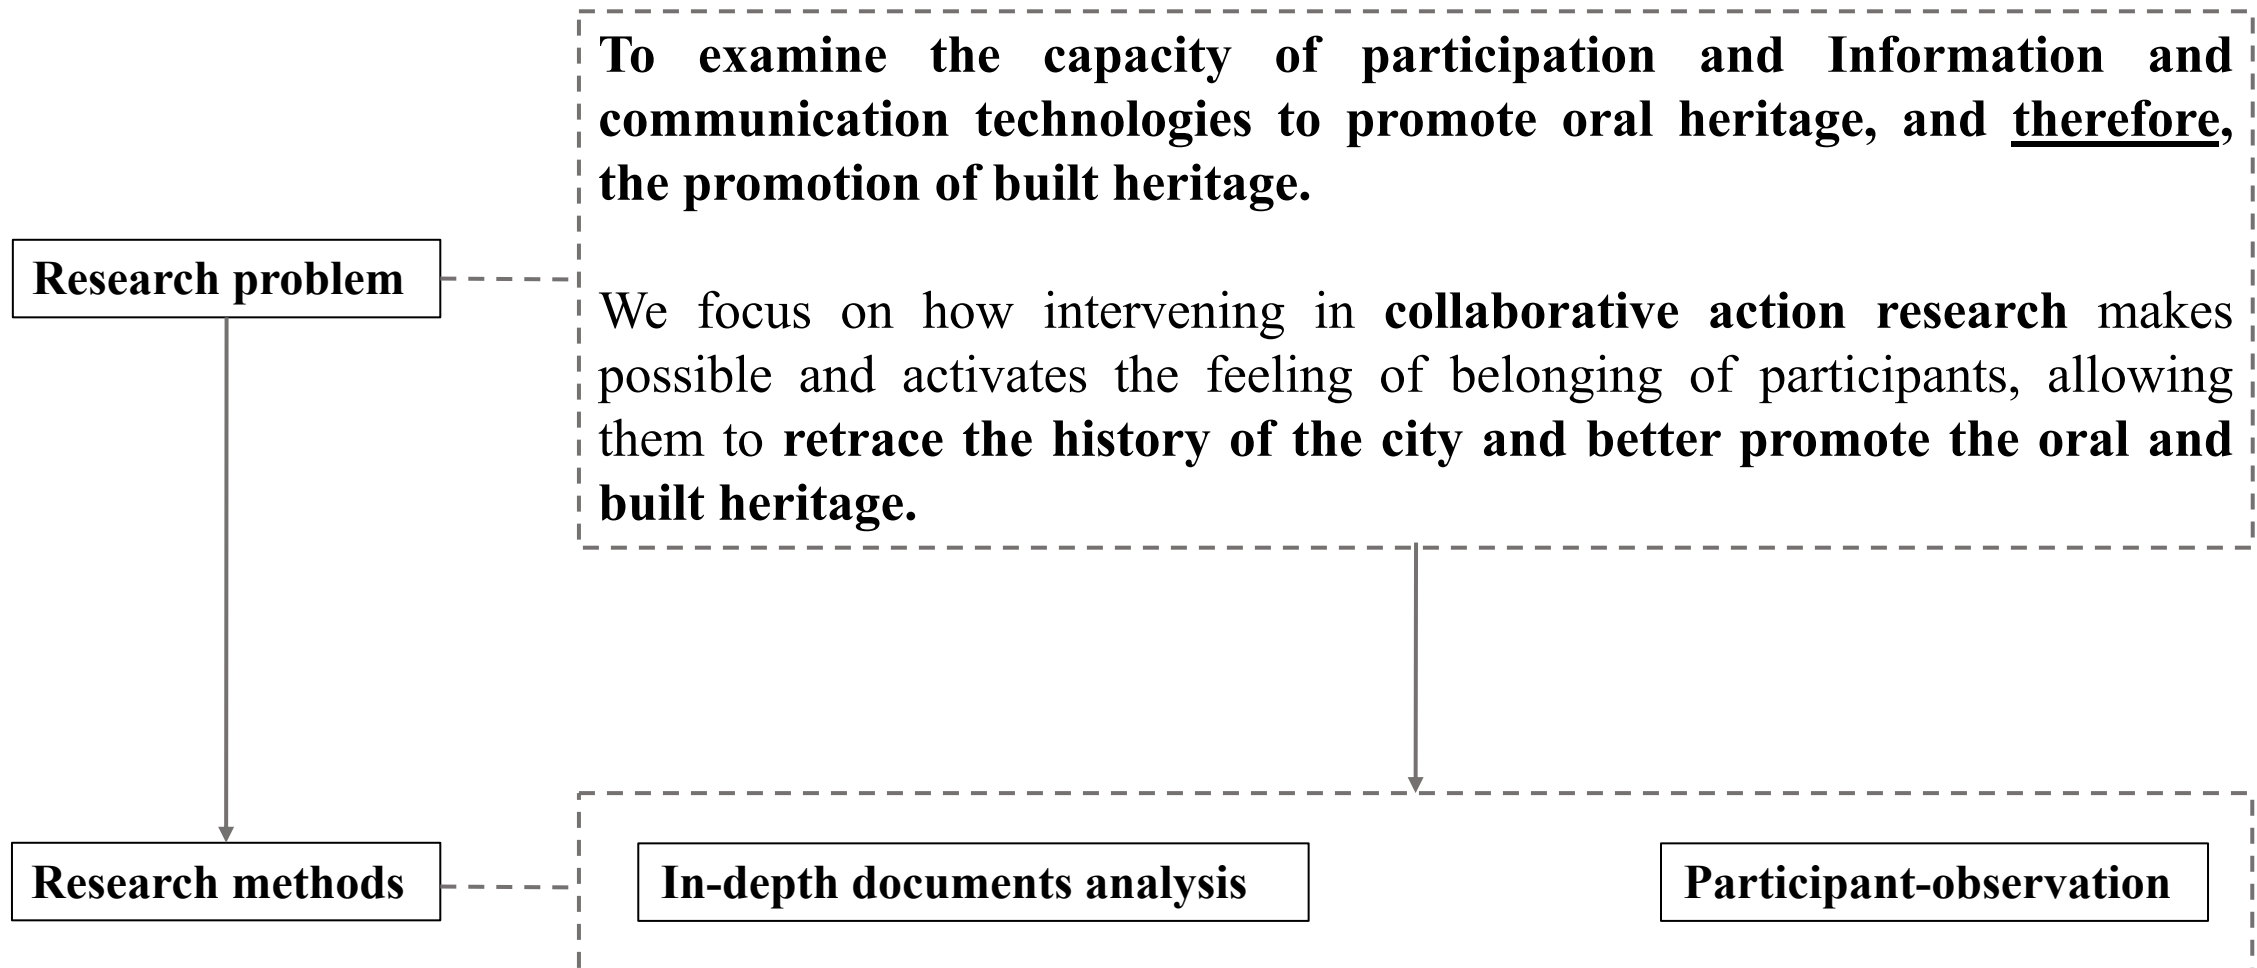 To examine the capacity of participation and Information and
communication technologies to promote oral heritage, and therefore,
the promotion of built heritage.
Research problem
We focus on how intervening in collaborative action research makes
possible and activates the feeling of belonging of participants, allowing
them to retrace the history of the city and better promote the oral and
built heritage.
Research methods
In-depth documents analysis
Participant-observation